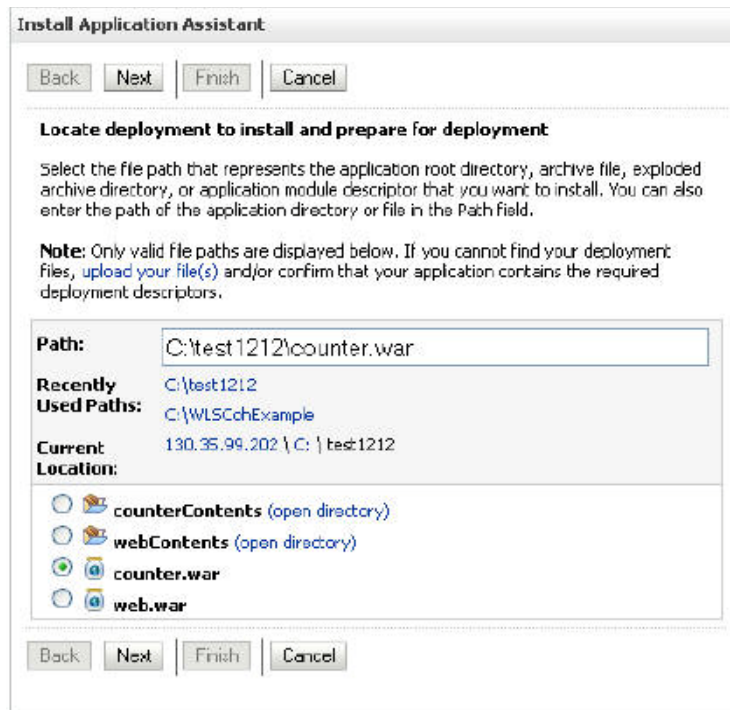 Install Application Assistant
Back Next Finish Cancel
Locate deployment to install and prepare for deployment
Select the file path that represents the application root directory, archive file, exploded
archive directory, or application module descriptor that you want to install. You can also
enter the path of the application directory or file in the Path field.
Note: Only valid file paths are displayed below. If you cannot find your deployment
files, upload your file(s) and/or confirm that your application contains the required
deployment descriptors.
Path: C:\test1212\counter.war
Recently Used Paths: C:\test1212
C:\WLSCohExample
Current Location: 130.35.99.202 \ C: \ test1212
counterContents (open directory)
webContents (open directory)
counter.war
web.war
Back Next Finish Cancel